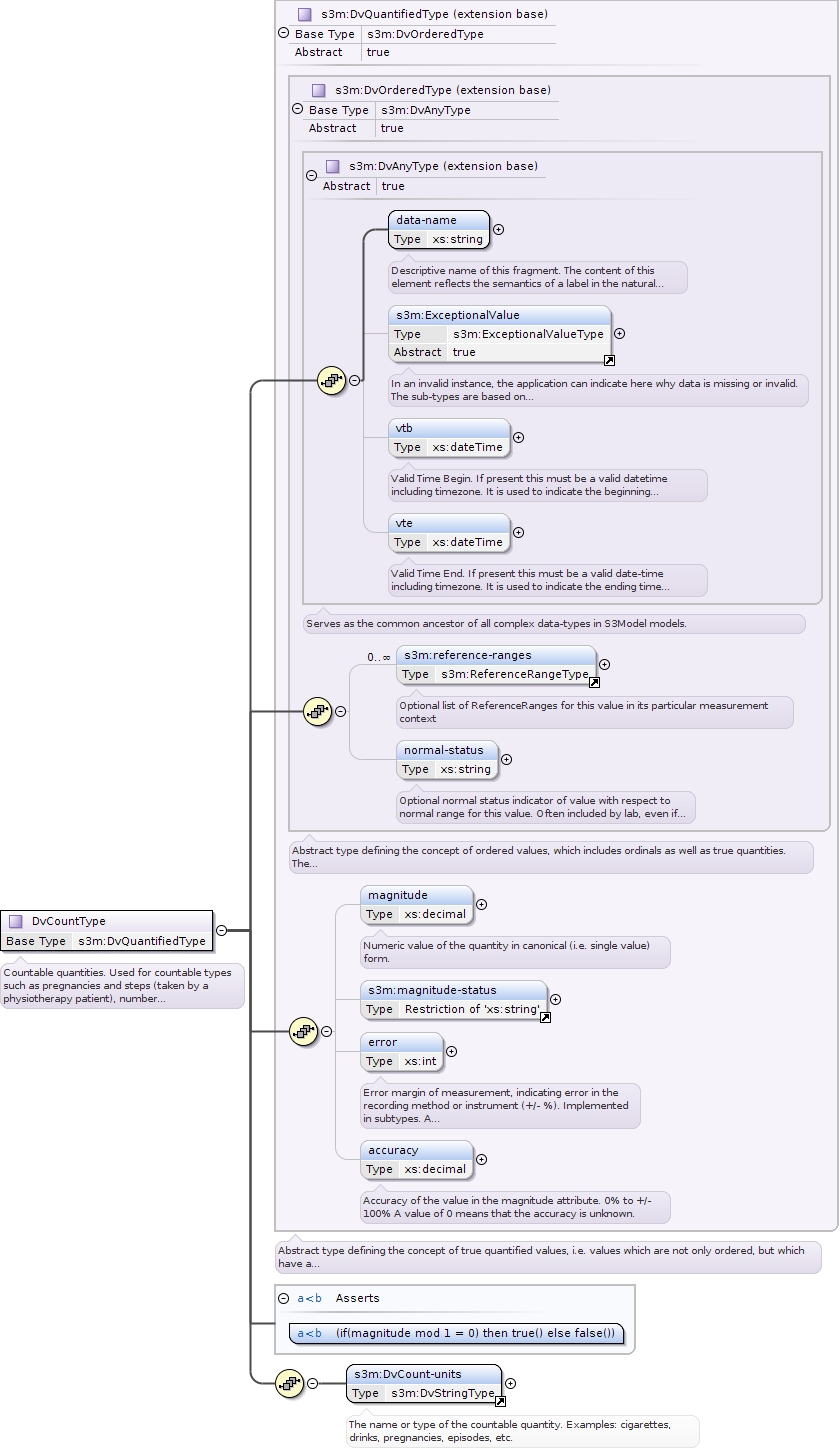 s3m:DvQuantifiedType (extension base)
Base Type s3m:DvOrderedType
Abstract true
s3m:DvOrderedType (extension base)
Base Type s3m:DvAnyType
Abstract true
s3m:DvAnyType (extension base)
Abstract true
data-name
Type xs:string
Descriptive name of this fragment. The content of this
element reflects the semantics of a label in the natural...
s3m:ExceptionalValue
Type s3m:ExceptionalValueType
Abstract true
In an invalid instance, the application can indicate here why data is missing or invalid.
The sub-types are based on...
vtb
Type xs:dateTime
Valid Time Begin. If present this must be a valid datetime
including timezone. It is used to indicate the beginning...
vte
Type xs:dateTime
Valid Time End. If present this must be a valid date-time
including timezone. It is used to indicate the ending time...
Serves as the common ancestor of all complex data-types in S3Model models.
0..∞
s3m:reference-ranges
Type s3m:ReferenceRangeType
Optional list of ReferenceRanges for this value in its particular measurement
context
normal-status
Type xs:string
Optional normal status indicator of value with respect to
normal range for this value. Often included by lab, even if...
Abstract type defining the concept of ordered values, which includes ordinals as well as true quantities.
The...
magnitude
Type xs:decimal
Numeric value of the quantity in canonical (i.e. single value)
form.
DvCountType
Base Type s3m:DvQuantifiedType
Countable quantities. Used for countable types
such as pregnancies and steps (taken by a
physiotherapy patient), number...
s3m:magnitude-status
Type Restriction of 'xs:string'
error
Type xs:int
Error margin of measurement, indicating error in the
recording method or instrument (+/- %). Implemented
in subtypes. A...
accuracy
Type xs:decimal
Accuracy of the value in the magnitude attribute. 0% to +/-
100% A value of 0 means that the accuracy is unknown.
Abstract type defining the concept of true quantified values, i.e. values which are not only ordered, but which
have a...
a<b Asserts
a<b (if(magnitude mod 1 = 0) then true() else false())
s3m:DvCount-units
Type s3m:DvStringType
The name or type of the countable quantity. Examples: cigarettes,
drinks, pregnancies, episodes, etc.